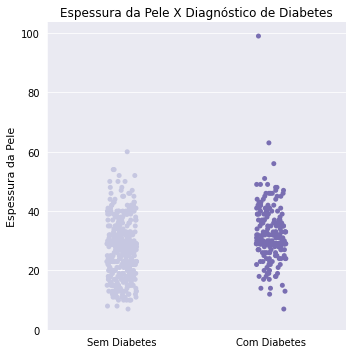 Espessura da Pele X Diagnóstico de Diabetes
Espessura da Pele
100
80
60
40
20
0
Sem Diabetes
Com Diabetes